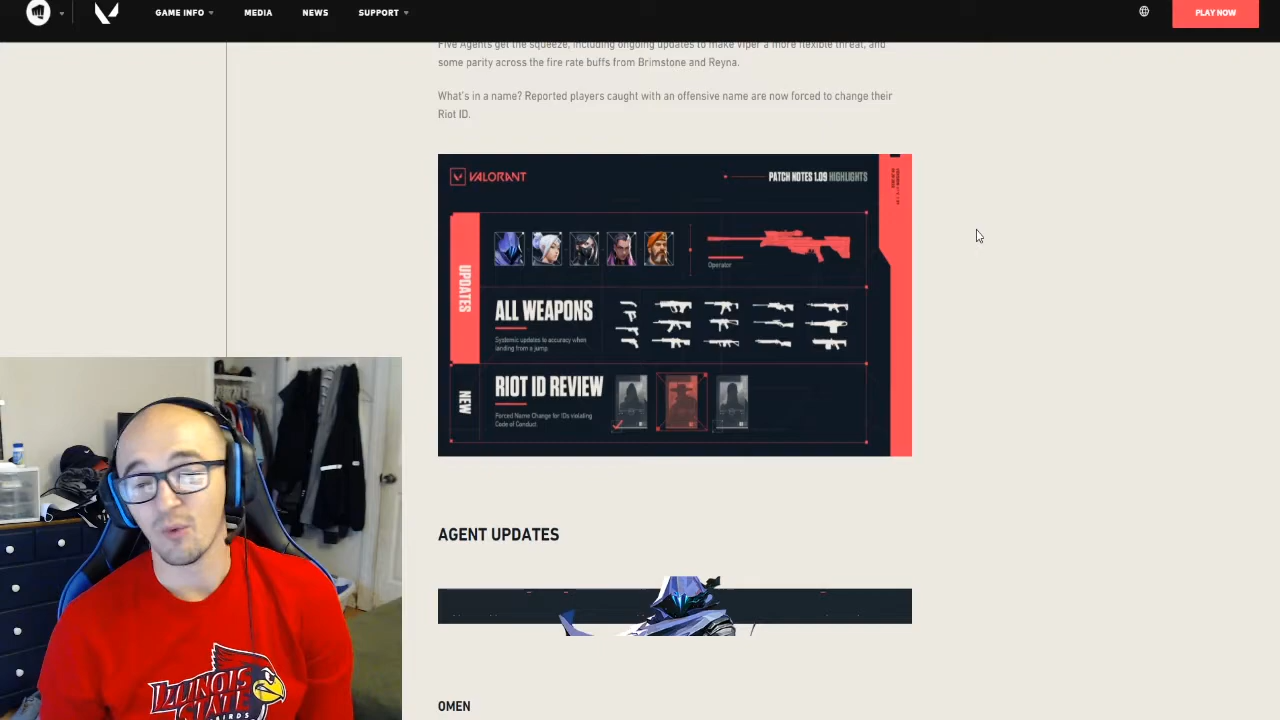 GAME INFO MEDIA NEWS SUPPORT PLAY NOW
Five Agents get the squeeze, including ongoing updates to make Viper a more flexible threat, and
some parity across the fire rate buffs from Brimstone and Reyna.
What's in a name? Reported players caught with an offensive name are now forced to change their
Riot ID.
VALORANT PATCH NOTES 1.09 HIGHLIGHTS
UPDATES
Operator
ALL WEAPONS
Systemic updates to accuracy when
landing from a jump.
NEW
RIOT ID REVIEW
Forced Name Change for IDs violating
Code of Conduct.
AGENT UPDATES
OMEN
ILLINOIS
STATE